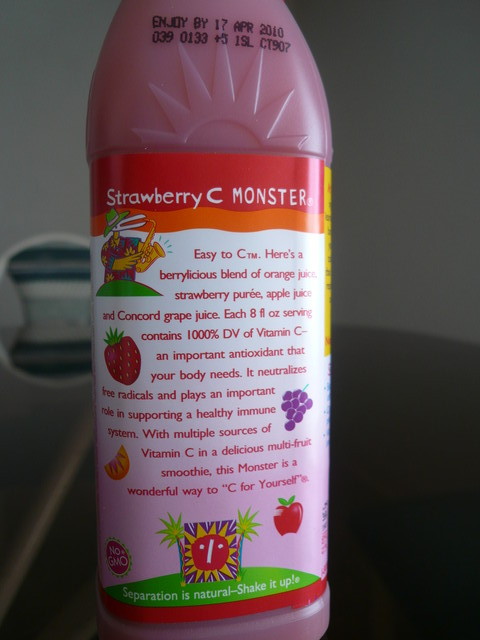 ENJOY BY 17 APR 2010
039 0133 +5 1SL CT907
Strawberry C MONSTER®
Easy to C™. Here's a
berrylicious blend of orange juice,
strawberry purée, apple juice
and Concord grape juice. Each 8 fl oz serving
contains 1000% DV of Vitamin C–
an important antioxidant that
your body needs. It neutralizes
free radicals and plays an important
role in supporting a healthy immune
system. With multiple sources of
Vitamin C in a delicious multi-fruit
smoothie, this Monster is a
wonderful way to "C for Yourself"®.
NO
GMO
Separation is natural–Shake it up!®